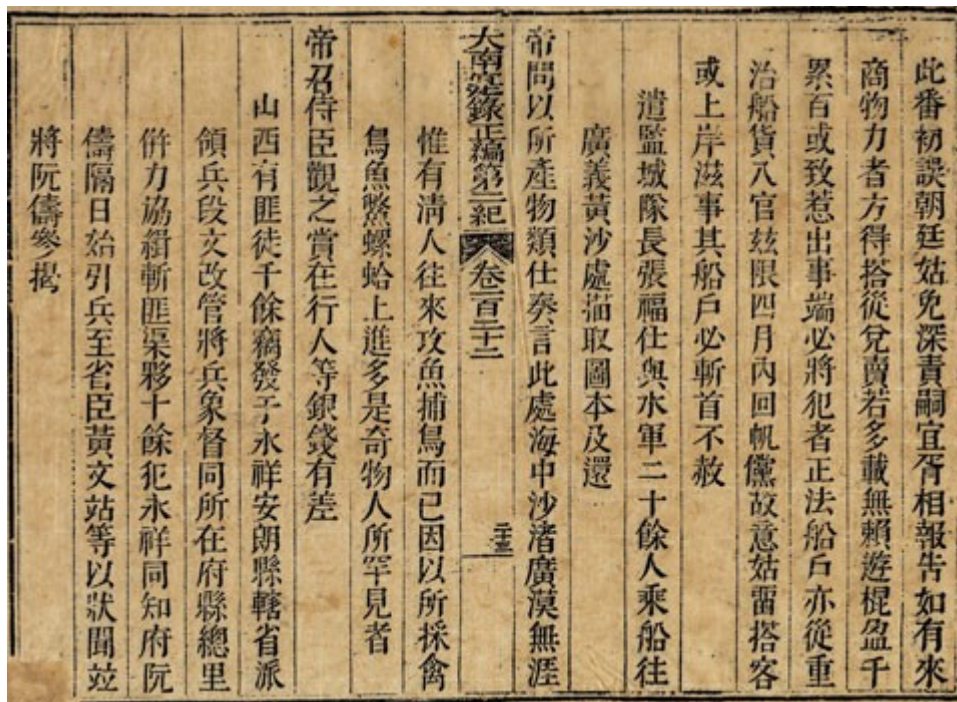 此番初誤朝廷姑免深責嗣宜胥相報告如有來
商物力者方得搭從兌賣若多載無賴遊棍盈千
累百或致惹出事端必將犯者正法船戶亦從重
治船貨入官玆限四月內回帆儻故意姑畱搭客
或上岸滋事其船户必斬首不赦
遣監城隊長張福仕與水軍二十餘人乘船往
廣義黃沙處描取圖本及還
帝問以所產物類仕奏言此處海中沙渚廣漠無涯
大南寔錄正編第二紀 卷一百二十二 二十三
惟有清人往來攻魚捕鳥而已因以所採禽
鳥魚鱉螺蛤上進多是奇物人所罕見者
帝召侍臣觀之賞在行人等銀錢有差
山西有匪徒千餘竊發于永祥安朗縣轄省派
領兵段文改管將兵象督同所在府縣總里
倂力協緝斬匪渠夥十餘犯永祥同知府阮
儔隔日始引兵至省臣黃文站等以狀聞竝
將阮儔參揭